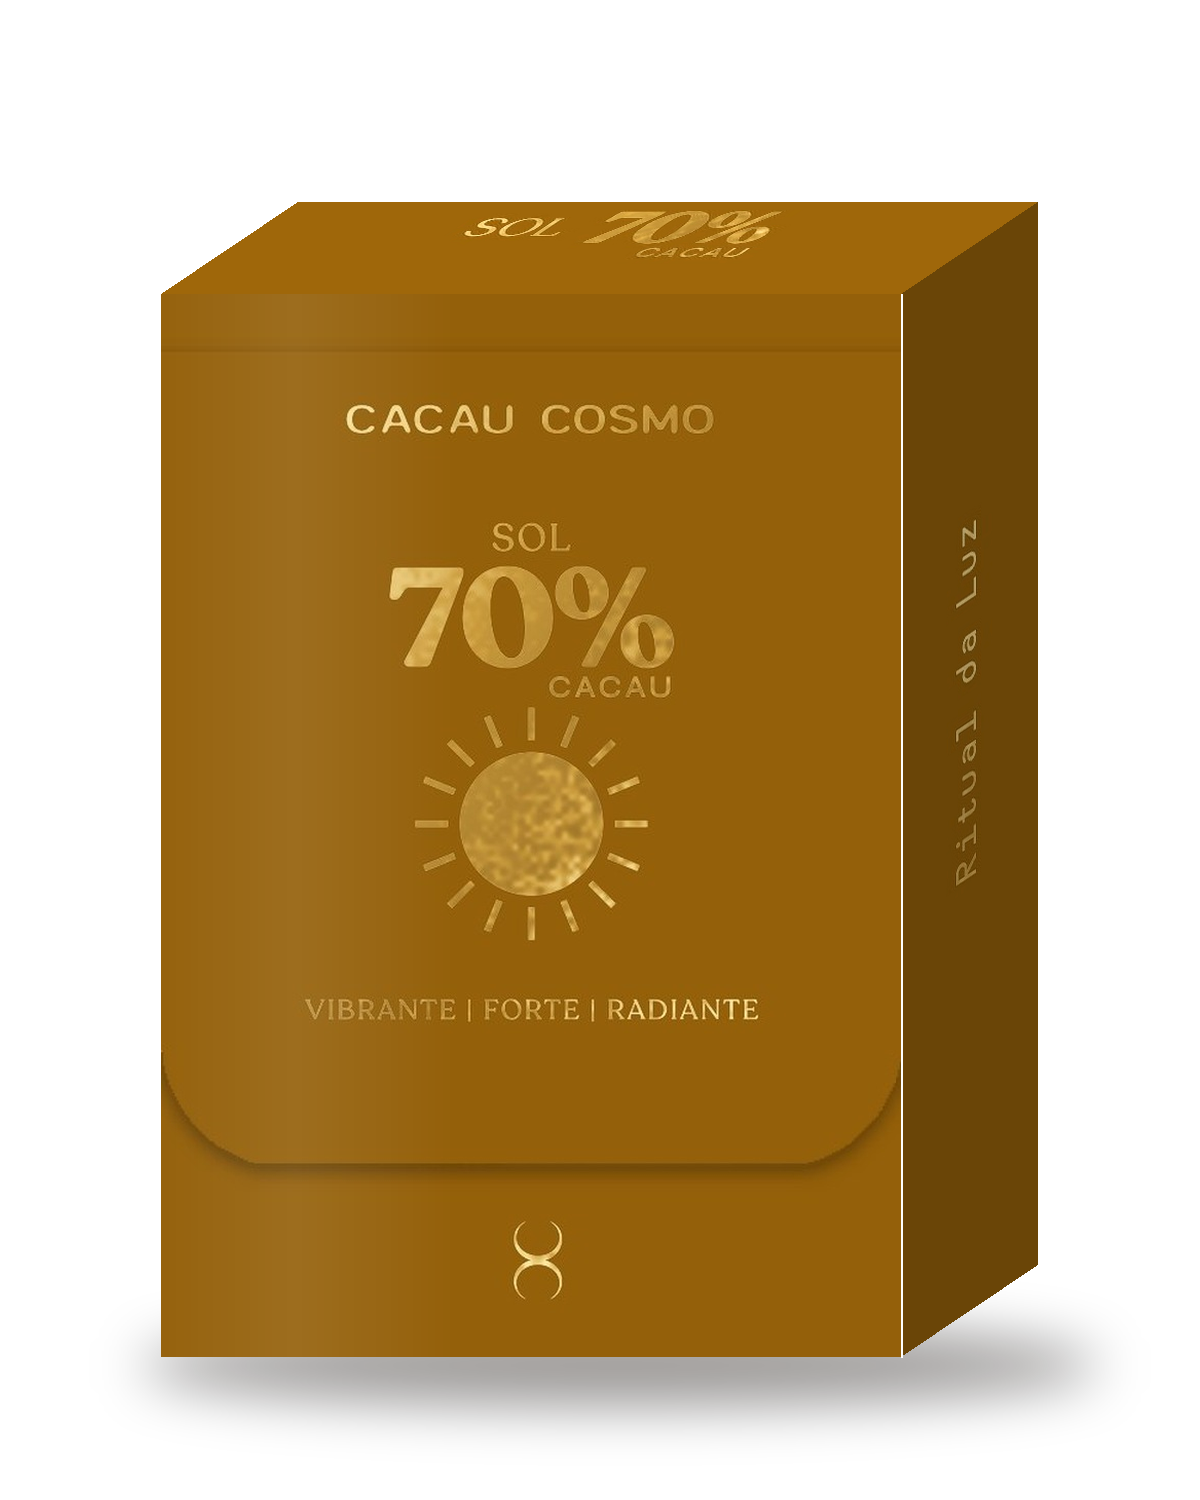 SOL 70%
CACAU
CACAU COSMO
SOL
70%
CACAU
VIBRANTE | FORTE | RADIANTE
Ritual da Luz